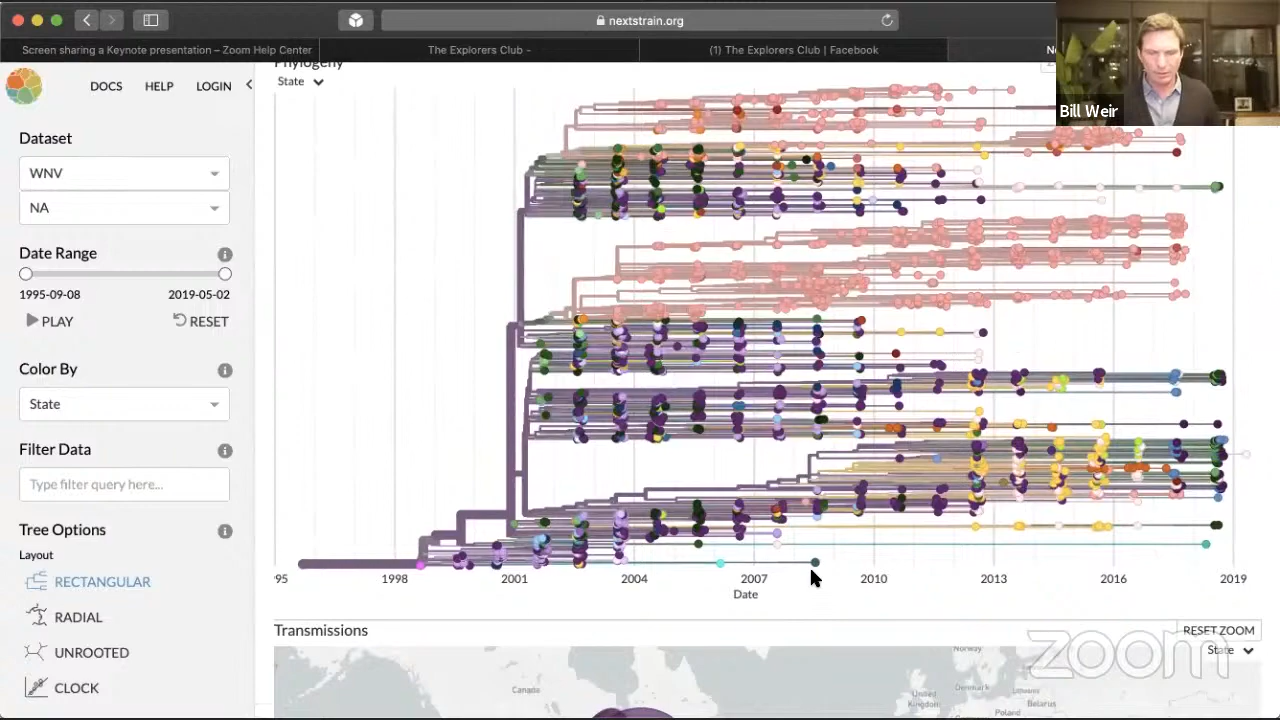 nextstrain.org
Screen sharing a Keynote presentation – Zoom Help Center
The Explorers Club -
(1) The Explorers Club | Facebook
Bill Weir
DOCS
HELP
LOGIN
Phylogeny
State
Dataset
WNV
NA
Date Range
1995-09-08
2019-05-02
PLAY
RESET
Color By
State
Filter Data
Type filter query here...
Tree Options
Layout
RECTANGULAR
RADIAL
UNROOTED
CLOCK
95
1998
2001
2004
2007
2010
2013
2016
2019
Date
Transmissions
RESET ZOOM
State
zoom
Canada
Norway
United
Kingdom
Denmark
Lithuania
Belarus
Poland